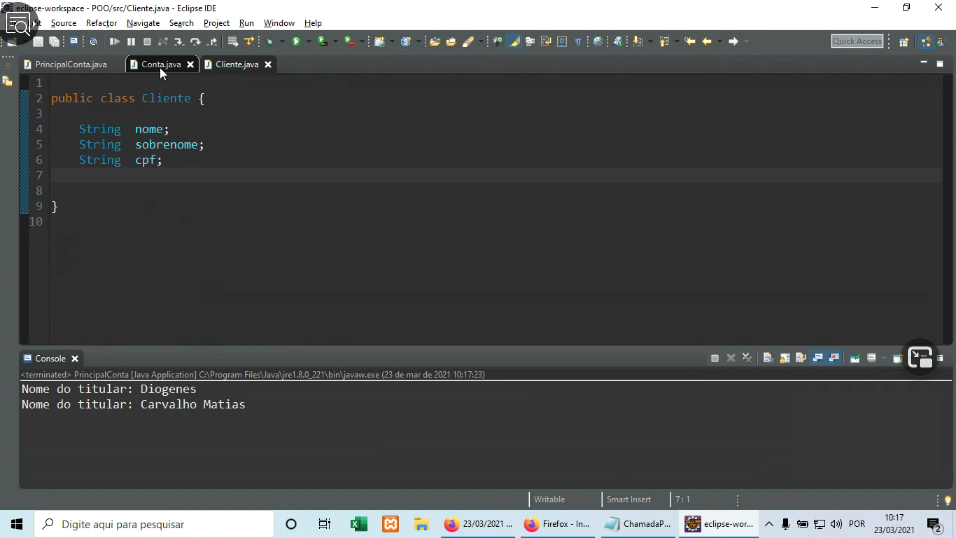 eclipse-workspace - POO/src/Cliente.java - Eclipse IDE
Source Refactor Navigate Search Project Run Window Help
Quick Access
PrincipalConta.java Conta.java Cliente.java
1
2 public class Cliente {
3
4 String nome;
5 String sobrenome;
6 String cpf;
7
8
9 }
10
Console
<terminated> PrincipalConta [Java Application] C:\Program Files\Java\jre1.8.0_221\bin\javaw.exe (23 de mar de 2021 10:17:23)
Nome do titular: Diogenes
Nome do titular: Carvalho Matias
Writable Smart Insert 7 : 1
Digite aqui para pesquisar 23/03/2021 ... Firefox - In... ChamadaP... eclipse-wor... POR 10:17
23/03/2021 2